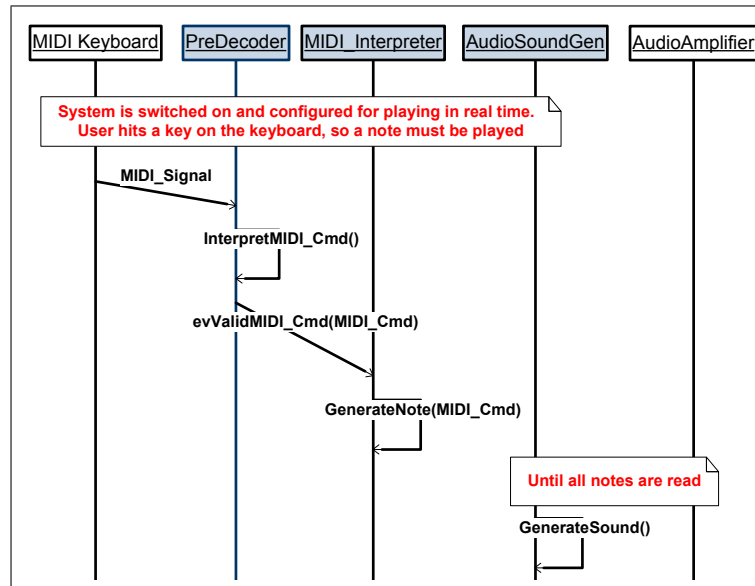 MIDI Keyboard
PreDecoder
MIDI_Interpreter
AudioSoundGen
AudioAmplifier
System is switched on and configured for playing in real time.
User hits a key on the keyboard, so a note must be played
MIDI_Signal
InterpretMIDI_Cmd()
evValidMIDI_Cmd(MIDI_Cmd)
GenerateNote(MIDI_Cmd)
Until all notes are read
GenerateSound()